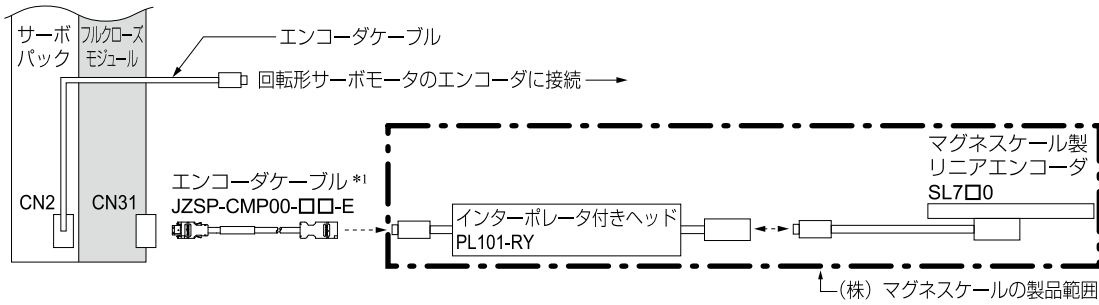 サーボ
パック
フルクローズ
モジュール
エンコーダケーブル
回転形サーボモータのエンコーダに接続
CN2
CN31
エンコーダケーブル *1
JZSP-CMP00-□□-E
インターポレータ付きヘッド
PL101-RY
マグネスケール製
リニアエンコーダ
SL7□0
(株) マグネスケールの製品範囲